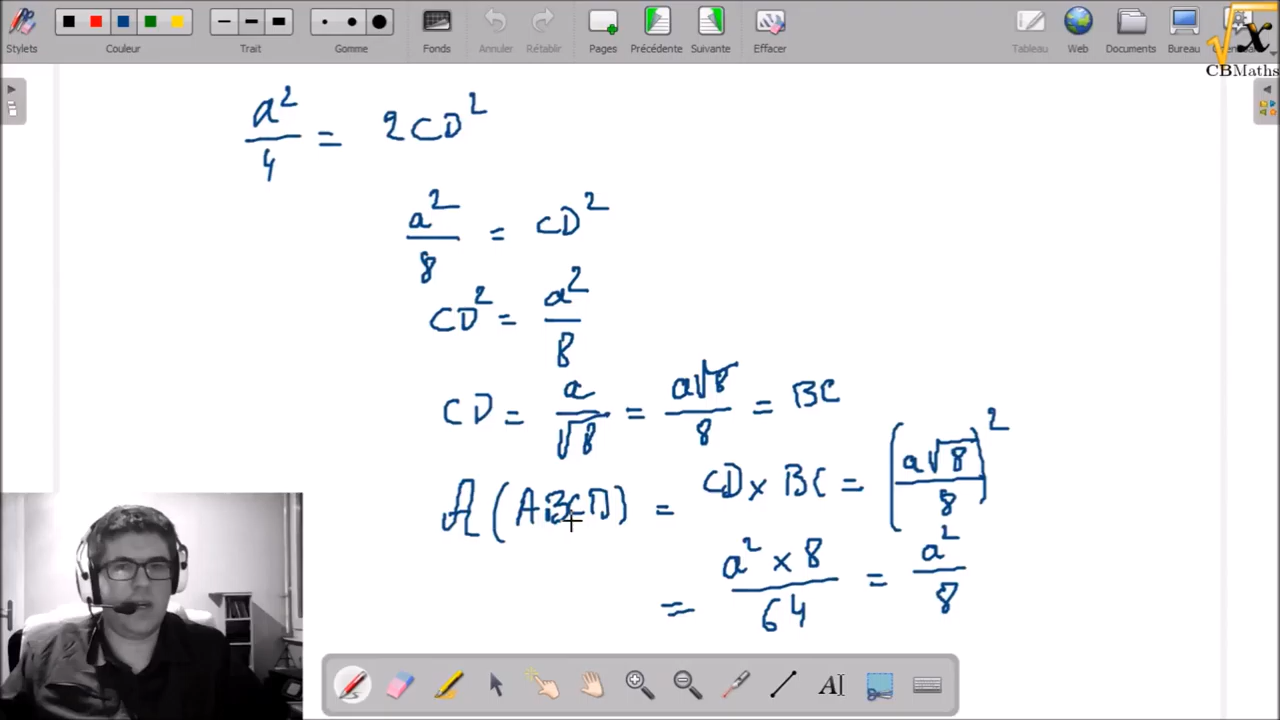 Stylets Couleur Trait Gomme Fonds Annuler Rétablir Pages Précédente Suivante Effacer Tableau Web Documents Bureau
√x
CBMaths
a²/4 = 2CD²
a²/8 = CD²
CD² = a²/8
CD = a/√8 = a√8/8 = BC
A(ABCD) = CD × BC = (a√8/8)²
= a² × 8/64 = a²/8
AI